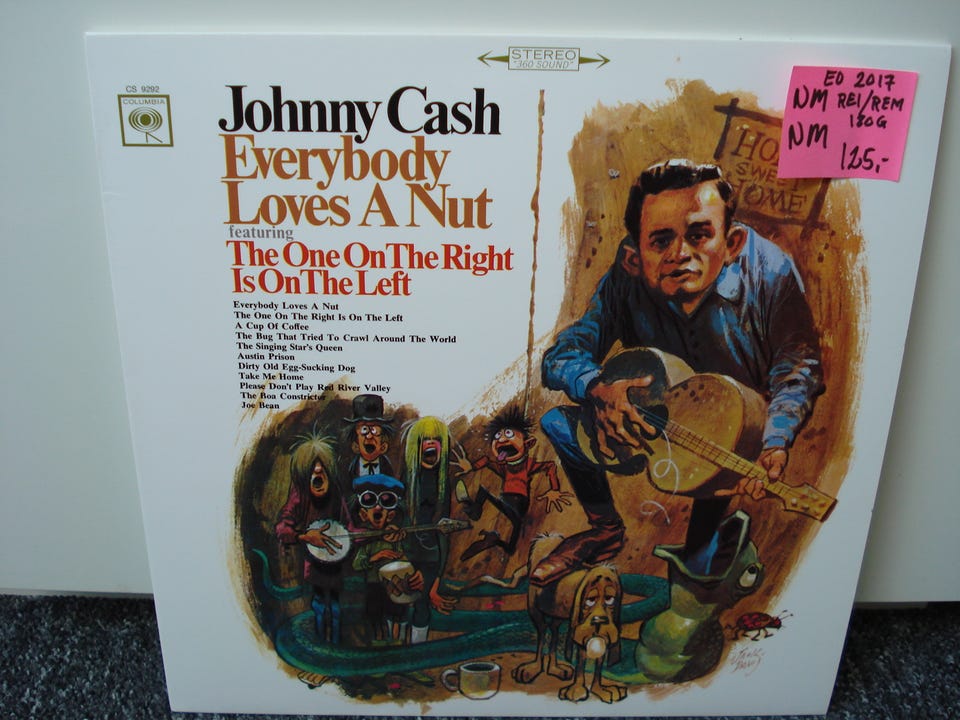 STEREO
"360 SOUND"
CS 9292
COLUMBIA
Johnny Cash
Everybody
Loves A Nut
featuring
The One On The Right
Is On The Left
Everybody Loves A Nut
The One On The Right Is On The Left
A Cup Of Coffee
The Bug That Tried To Crawl Around The World
The Singing Star's Queen
Austin Prison
Dirty Old Egg-Sucking Dog
Take Me Home
Please Don't Play Red River Valley
The Boa Constrictor
Joe Bean
ED 2017
NM REI/REM
180G
NM
125,-
HO
SWEET
HOME
Jack
Davis